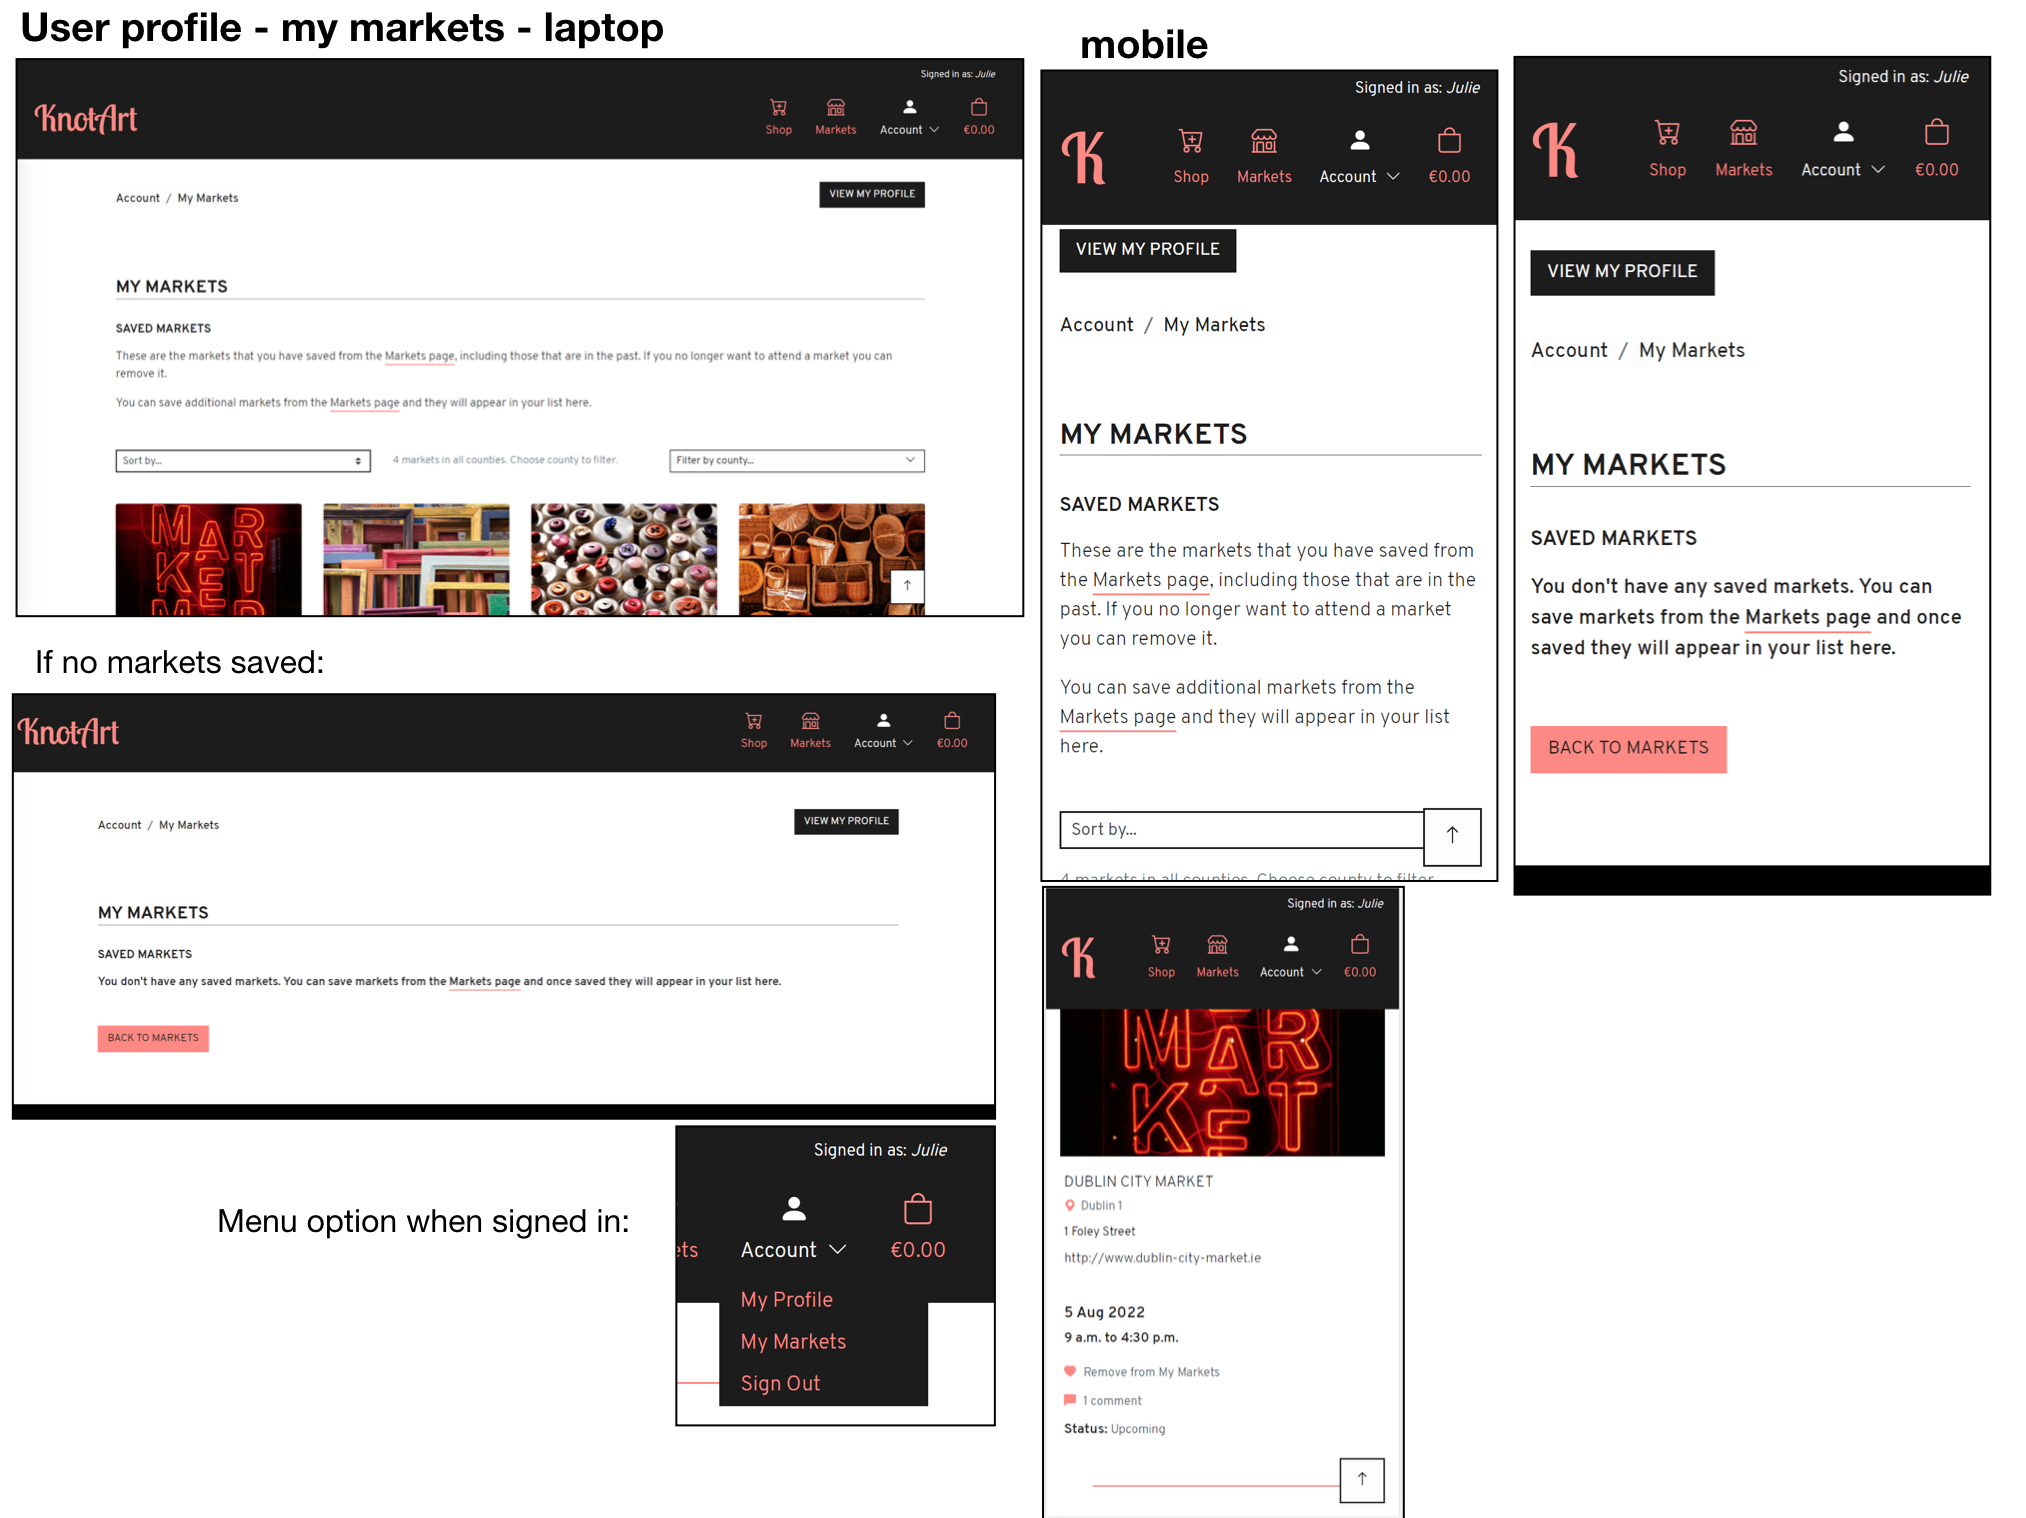 User profile - my markets - laptop
Signed in as: Julie
KnotArt
Shop
Markets
Account
€0.00
Account / My Markets
VIEW MY PROFILE
MY MARKETS
SAVED MARKETS
These are the markets that you have saved from the Markets page, including those that are in the past. If you no longer want to attend a market you can
remove it.
You can save additional markets from the Markets page and they will appear in your list here.
Sort by...
4 markets in all counties. Choose county to filter.
Filter by county...
MAR
KET
MAR
If no markets saved:
KnotArt
Shop
Markets
Account
€0.00
Account / My Markets
VIEW MY PROFILE
MY MARKETS
SAVED MARKETS
You don't have any saved markets. You can save markets from the Markets page and once saved they will appear in your list here.
BACK TO MARKETS
Menu option when signed in:
Signed in as: Julie
ets
Account
€0.00
My Profile
My Markets
Sign Out
mobile
Signed in as: Julie
K
Shop
Markets
Account
€0.00
VIEW MY PROFILE
Account / My Markets
MY MARKETS
SAVED MARKETS
These are the markets that you have saved from
the Markets page, including those that are in the
past. If you no longer want to attend a market
you can remove it.
You can save additional markets from the
Markets page and they will appear in your list
here.
Sort by...
4 markets in all counties. Choose county to filter.
Signed in as: Julie
K
Shop
Markets
Account
€0.00
MAR
KET
DUBLIN CITY MARKET
Dublin 1
1 Foley Street
http://www.dublin-city-market.ie
5 Aug 2022
9 a.m. to 4:30 p.m.
Remove from My Markets
1 comment
Status: Upcoming
Signed in as: Julie
K
Shop
Markets
Account
€0.00
VIEW MY PROFILE
Account / My Markets
MY MARKETS
SAVED MARKETS
You don't have any saved markets. You can
save markets from the Markets page and once
saved they will appear in your list here.
BACK TO MARKETS